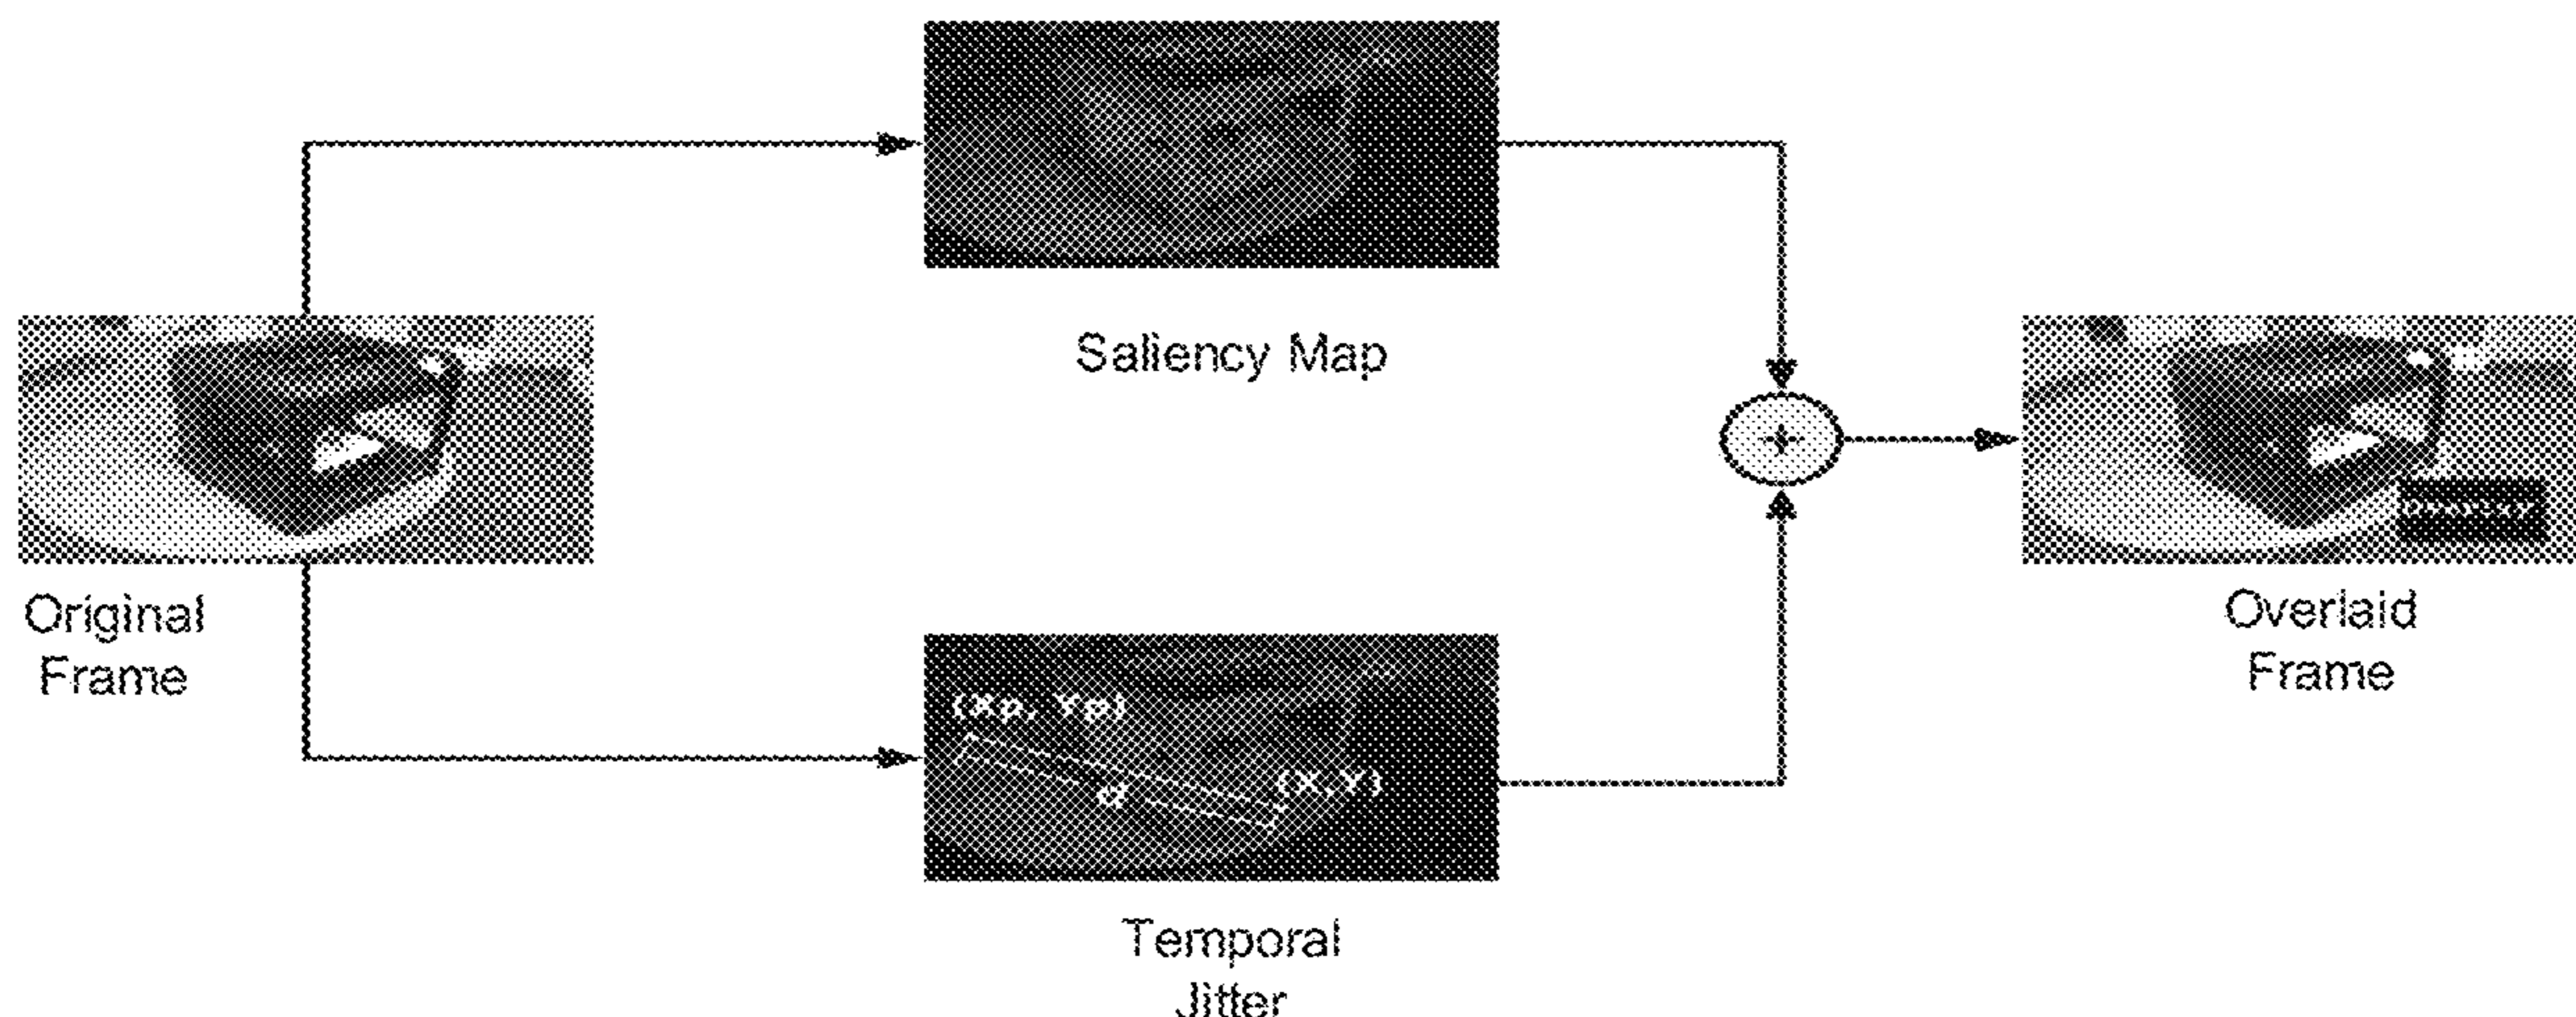 Saliency Map
Original
Frame
+
Overlaid
Frame
(Xp, Yp)
(X,Y)
d
Temporal
Jitter